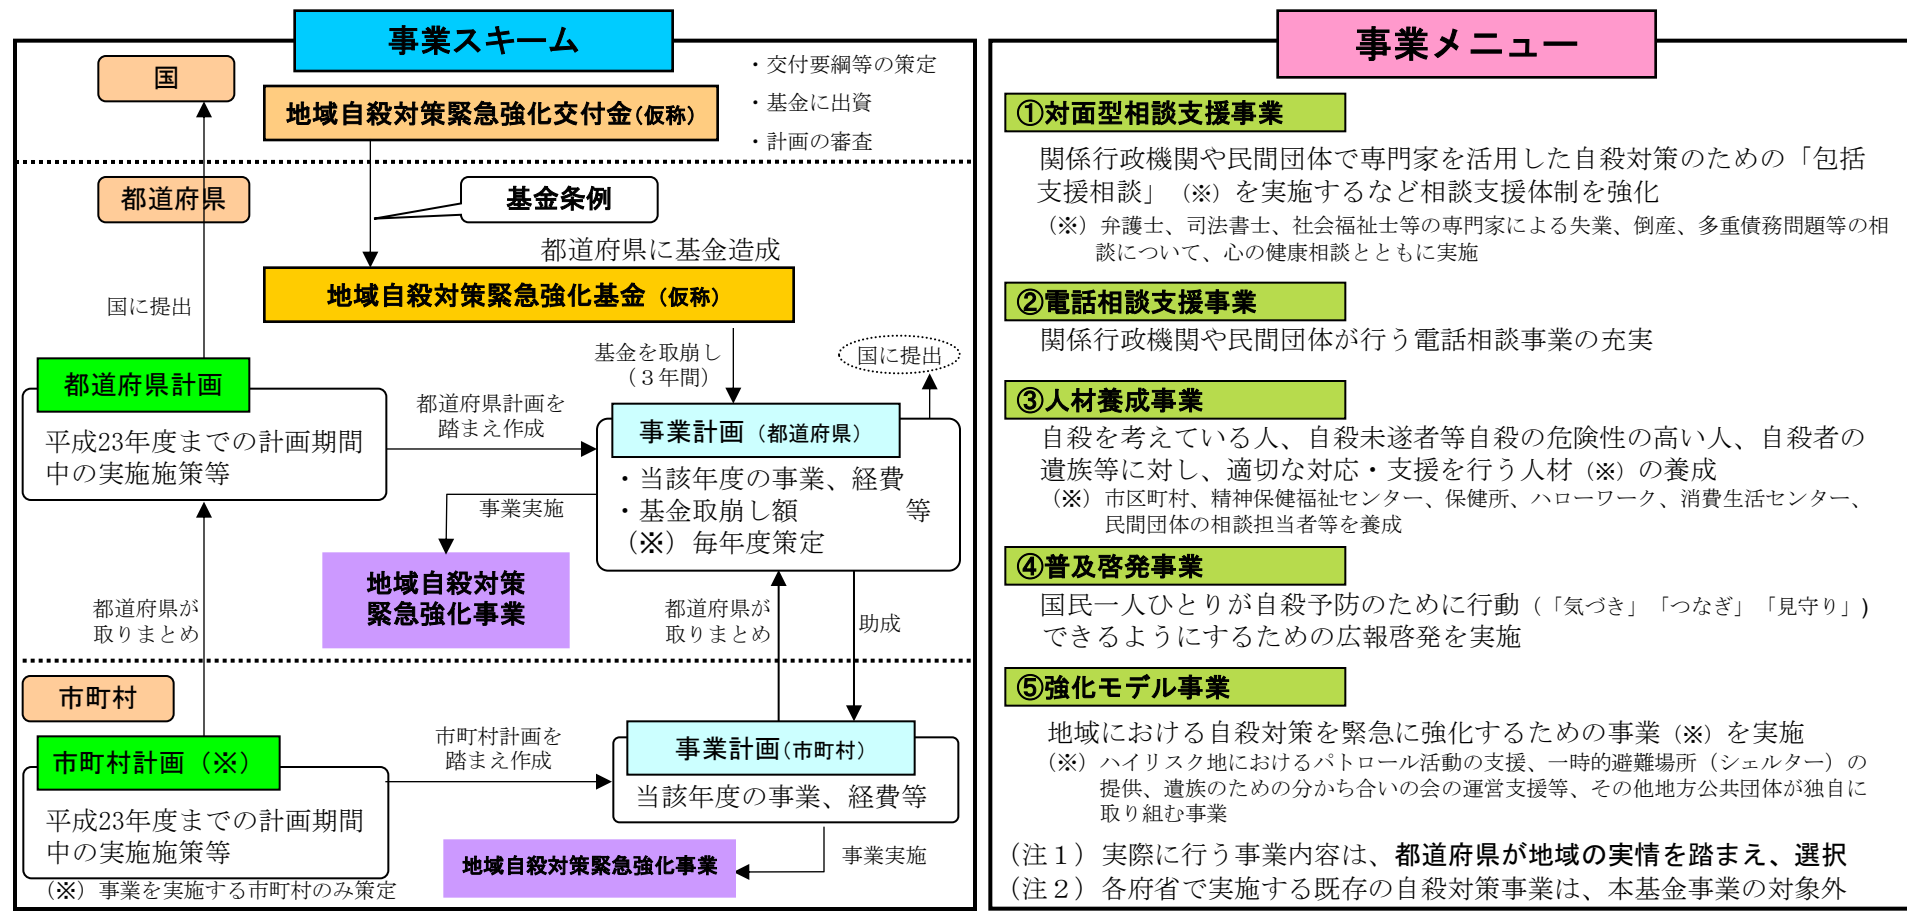 事業スキーム
国
・交付要綱等の策定
・基金に出資
・計画の審査
地域自殺対策緊急強化交付金(仮称)
都道府県
基金条例
都道府県に基金造成
地域自殺対策緊急強化基金（仮称）
国に提出
基金を取崩し
（３年間）
国に提出
都道府県計画
平成23年度までの計画期間
中の実施施策等
都道府県計画を
踏まえ作成
事業計画（都道府県）
・当該年度の事業、経費
・基金取崩し額　　　　等
（※）毎年度策定
事業実施
地域自殺対策
緊急強化事業
都道府県が
取りまとめ
都道府県が
取りまとめ
助成
市町村
市町村計画（※）
平成23年度までの計画期間
中の実施施策等
（※）事業を実施する市町村のみ策定
市町村計画を
踏まえ作成
事業計画(市町村)
当該年度の事業、経費等
地域自殺対策緊急強化事業
事業実施
事業メニュー
①対面型相談支援事業
関係行政機関や民間団体で専門家を活用した自殺対策のための「包括
支援相談」（※）を実施するなど相談支援体制を強化
（※）弁護士、司法書士、社会福祉士等の専門家による失業、倒産、多重債務問題等の相
談について、心の健康相談とともに実施
②電話相談支援事業
関係行政機関や民間団体が行う電話相談事業の充実
③人材養成事業
自殺を考えている人、自殺未遂者等自殺の危険性の高い人、自殺者の
遺族等に対し、適切な対応・支援を行う人材（※）の養成
（※）市区町村、精神保健福祉センター、保健所、ハローワーク、消費生活センター、
民間団体の相談担当者等を養成
④普及啓発事業
国民一人ひとりが自殺予防のために行動（「気づき」「つなぎ」「見守り」)
できるようにするための広報啓発を実施
⑤強化モデル事業
地域における自殺対策を緊急に強化するための事業（※）を実施
（※）ハイリスク地におけるパトロール活動の支援、一時的避難場所（シェルター）の
提供、遺族のための分かち合いの会の運営支援等、その他地方公共団体が独自に
取り組む事業
（注１）実際に行う事業内容は、都道府県が地域の実情を踏まえ、選択
（注２）各府省で実施する既存の自殺対策事業は、本基金事業の対象外